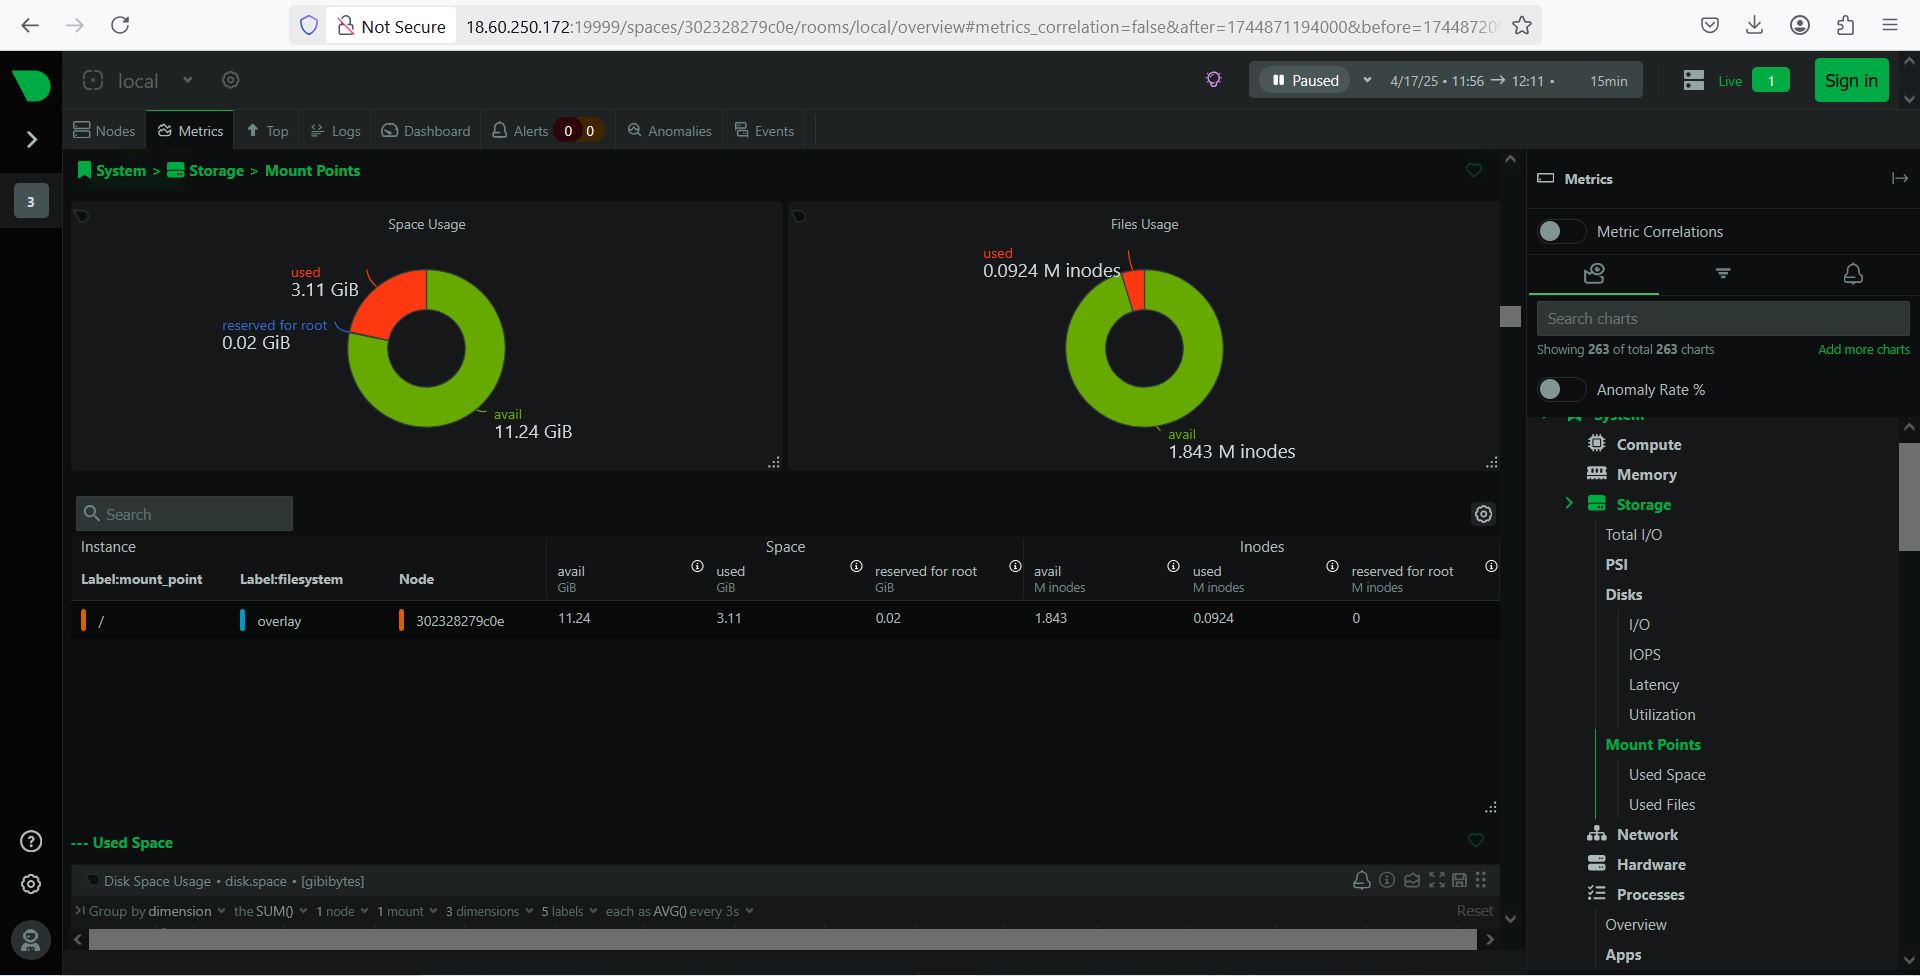 Not Secure
18.60.250.172:19999/spaces/302328279c0e/rooms/local/overview#metrics_correlation=false&after=1744871194000&before=174487209
local
Paused
4/17/25 • 11:56 → 12:11 •
15min
Live
1
Sign in
Nodes
Metrics
Top
Logs
Dashboard
Alerts
0
0
Anomalies
Events
3
System > Storage > Mount Points
Space Usage
used
3.11 GiB
reserved for root
0.02 GiB
avail
11.24 GiB
Files Usage
used
0.0924 M inodes
avail
1.843 M inodes
Search
Instance
Space
Inodes
Label:mount_point
Label:filesystem
Node
avail
GiB
used
GiB
reserved for root
GiB
avail
M inodes
used
M inodes
reserved for root
M inodes
/
overlay
302328279c0e
11.24
3.11
0.02
1.843
0.0924
0
--- Used Space
Disk Space Usage • disk.space • [gibibytes]
Group by dimension the SUM() 1 node 1 mount 3 dimensions 5 labels each as AVG() every 3s
Reset
Metrics
Metric Correlations
Search charts
Showing 263 of total 263 charts
Add more charts
Anomaly Rate %
System
Compute
Memory
Storage
Total I/O
PSI
Disks
I/O
IOPS
Latency
Utilization
Mount Points
Used Space
Used Files
Network
Hardware
Processes
Overview
Apps